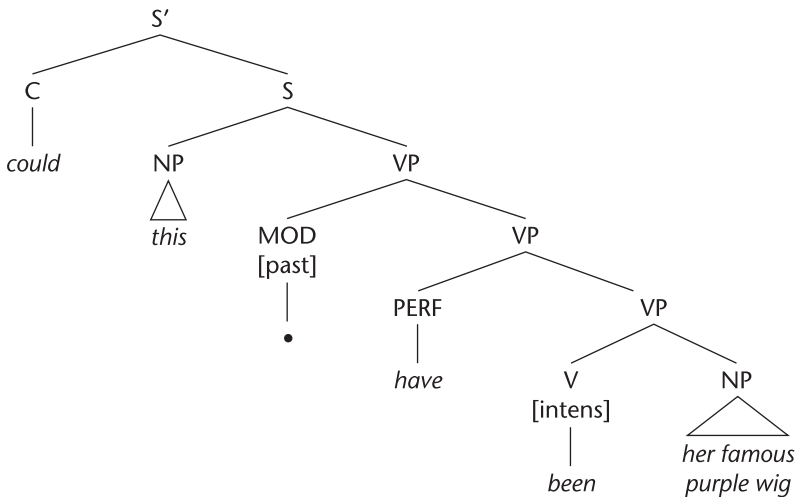 S′
C S
could NP VP
this MOD VP
[past]
PERF VP
• have V NP
[intens]
been her famous
purple wig